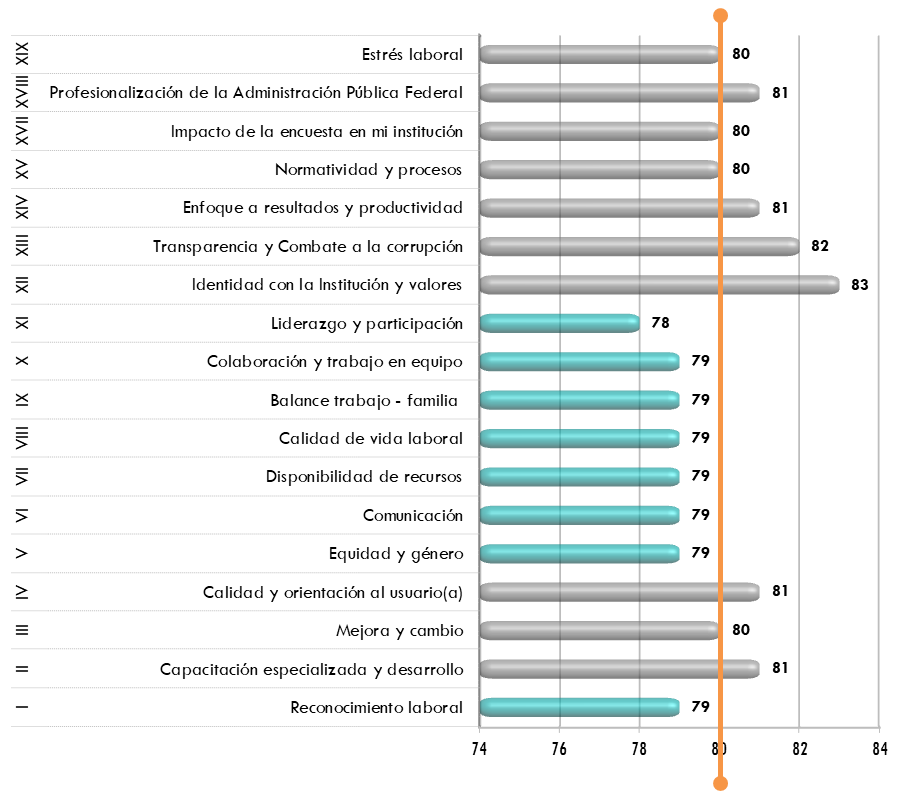 XIX Estrés laboral 80
XVIII Profesionalización de la Administración Pública Federal 81
XVII Impacto de la encuesta en mi institución 80
XV Normatividad y procesos 80
XIV Enfoque a resultados y productividad 81
XIII Transparencia y Combate a la corrupción 82
XII Identidad con la Institución y valores 83
XI Liderazgo y participación 78
X Colaboración y trabajo en equipo 79
IX Balance trabajo - familia 79
VIII Calidad de vida laboral 79
VII Disponibilidad de recursos 79
VI Comunicación 79
V Equidad y género 79
IV Calidad y orientación al usuario(a) 81
III Mejora y cambio 80
II Capacitación especializada y desarrollo 81
I Reconocimiento laboral 79
74 76 78 80 82 84